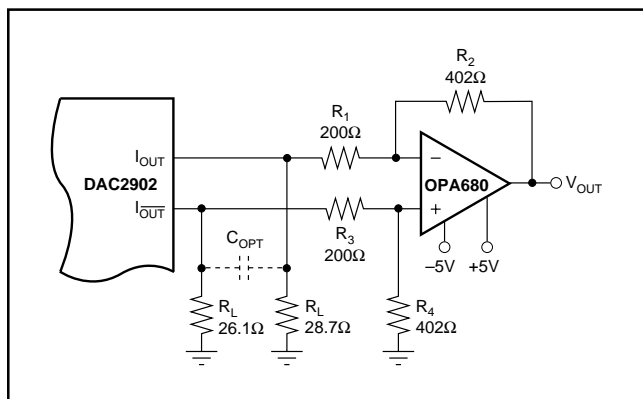 R2
402Ω
R1
200Ω
IOUT
–
DAC2902
OPA680
VOUT
IOUT
+
COPT
R3
200Ω
–5V
+5V
RL
26.1Ω
RL
28.7Ω
R4
402Ω